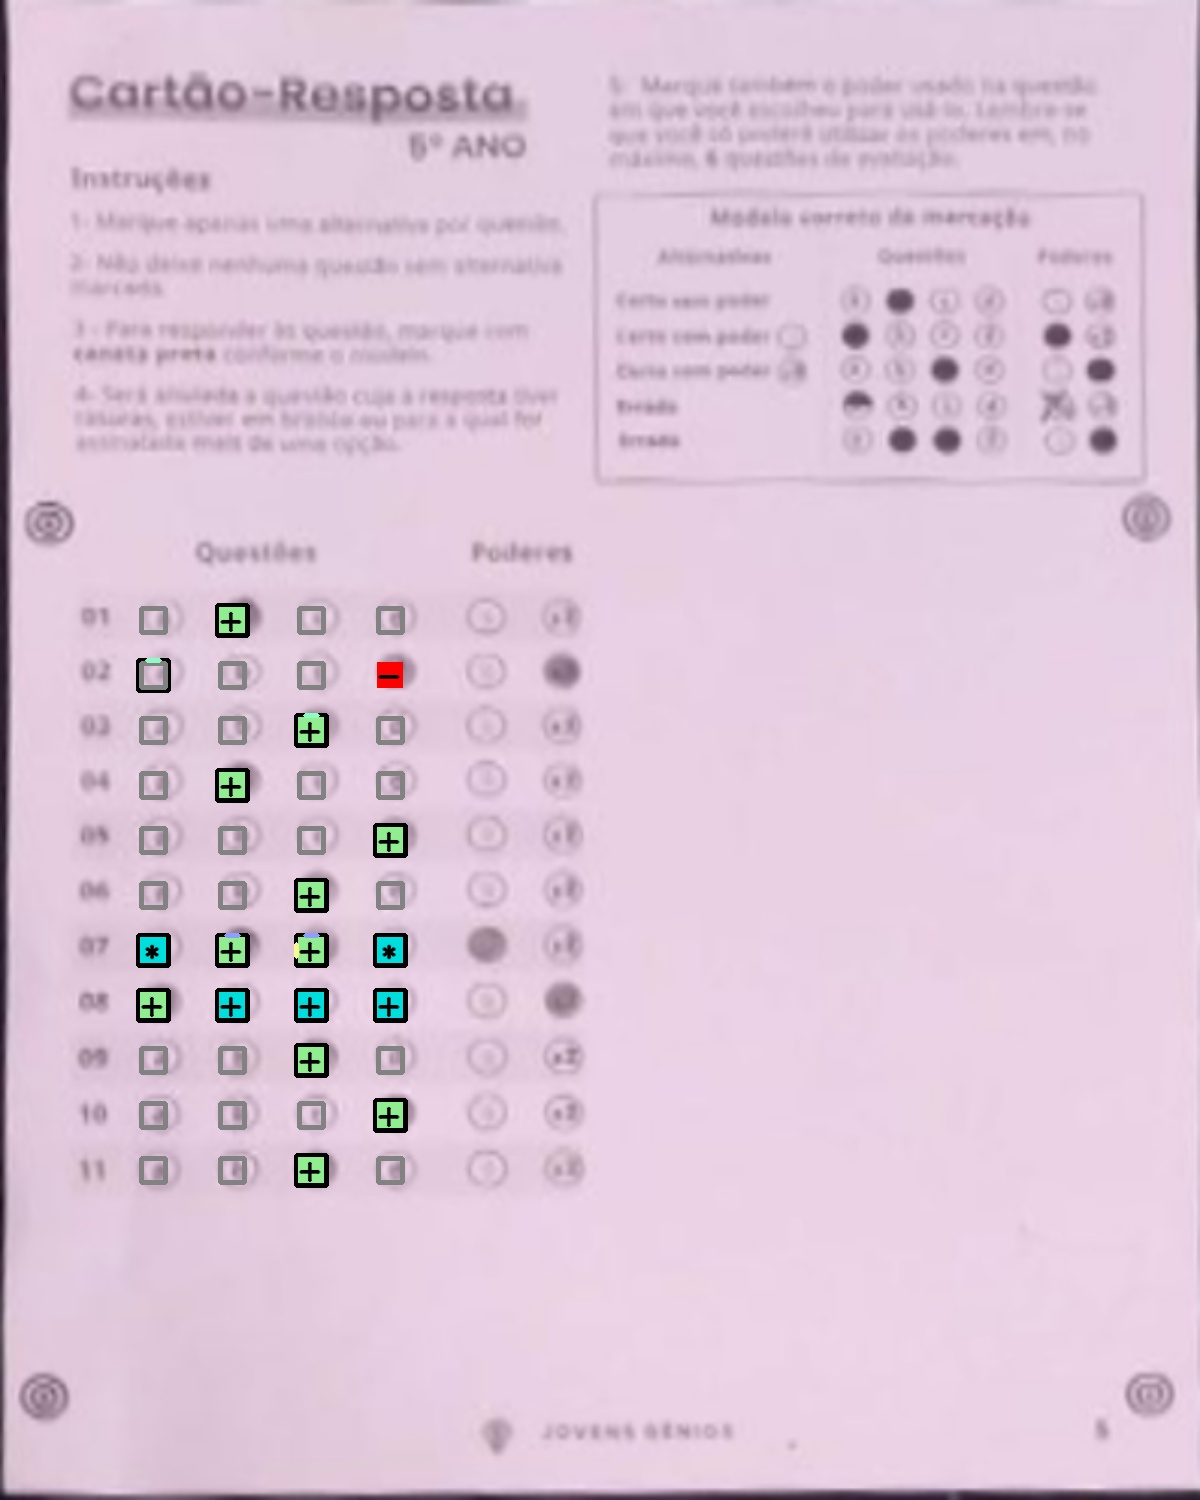 Cartão-Resposta
5º ANO
Instruções
1- Marque apenas uma alternativa por questão.
2- Não deixe nenhuma questão sem alternativa
marcada.
3 - Para responder às questão, marque com
caneta preta conforme o modelo.
4- Será anulada a questão cuja a resposta tiver
rasuras, estiver em branco ou para a qual for
assinalada mais de uma opção.
5- Marque também o poder usado na questão
em que você escolheu para usá-lo. Lembre-se
que você só poderá utilizar os poderes em, no
máximo, 6 questões da avaliação.
Modelo correto da marcação
Alternativas Questões Poderes
Certo sem poder
Certo com poder
Certo com poder
Errado
Errado
Questões Poderes
01
02
03
04
05
06
07
08
09 x2
10 x2
11
JOVENS GÊNIOS
5